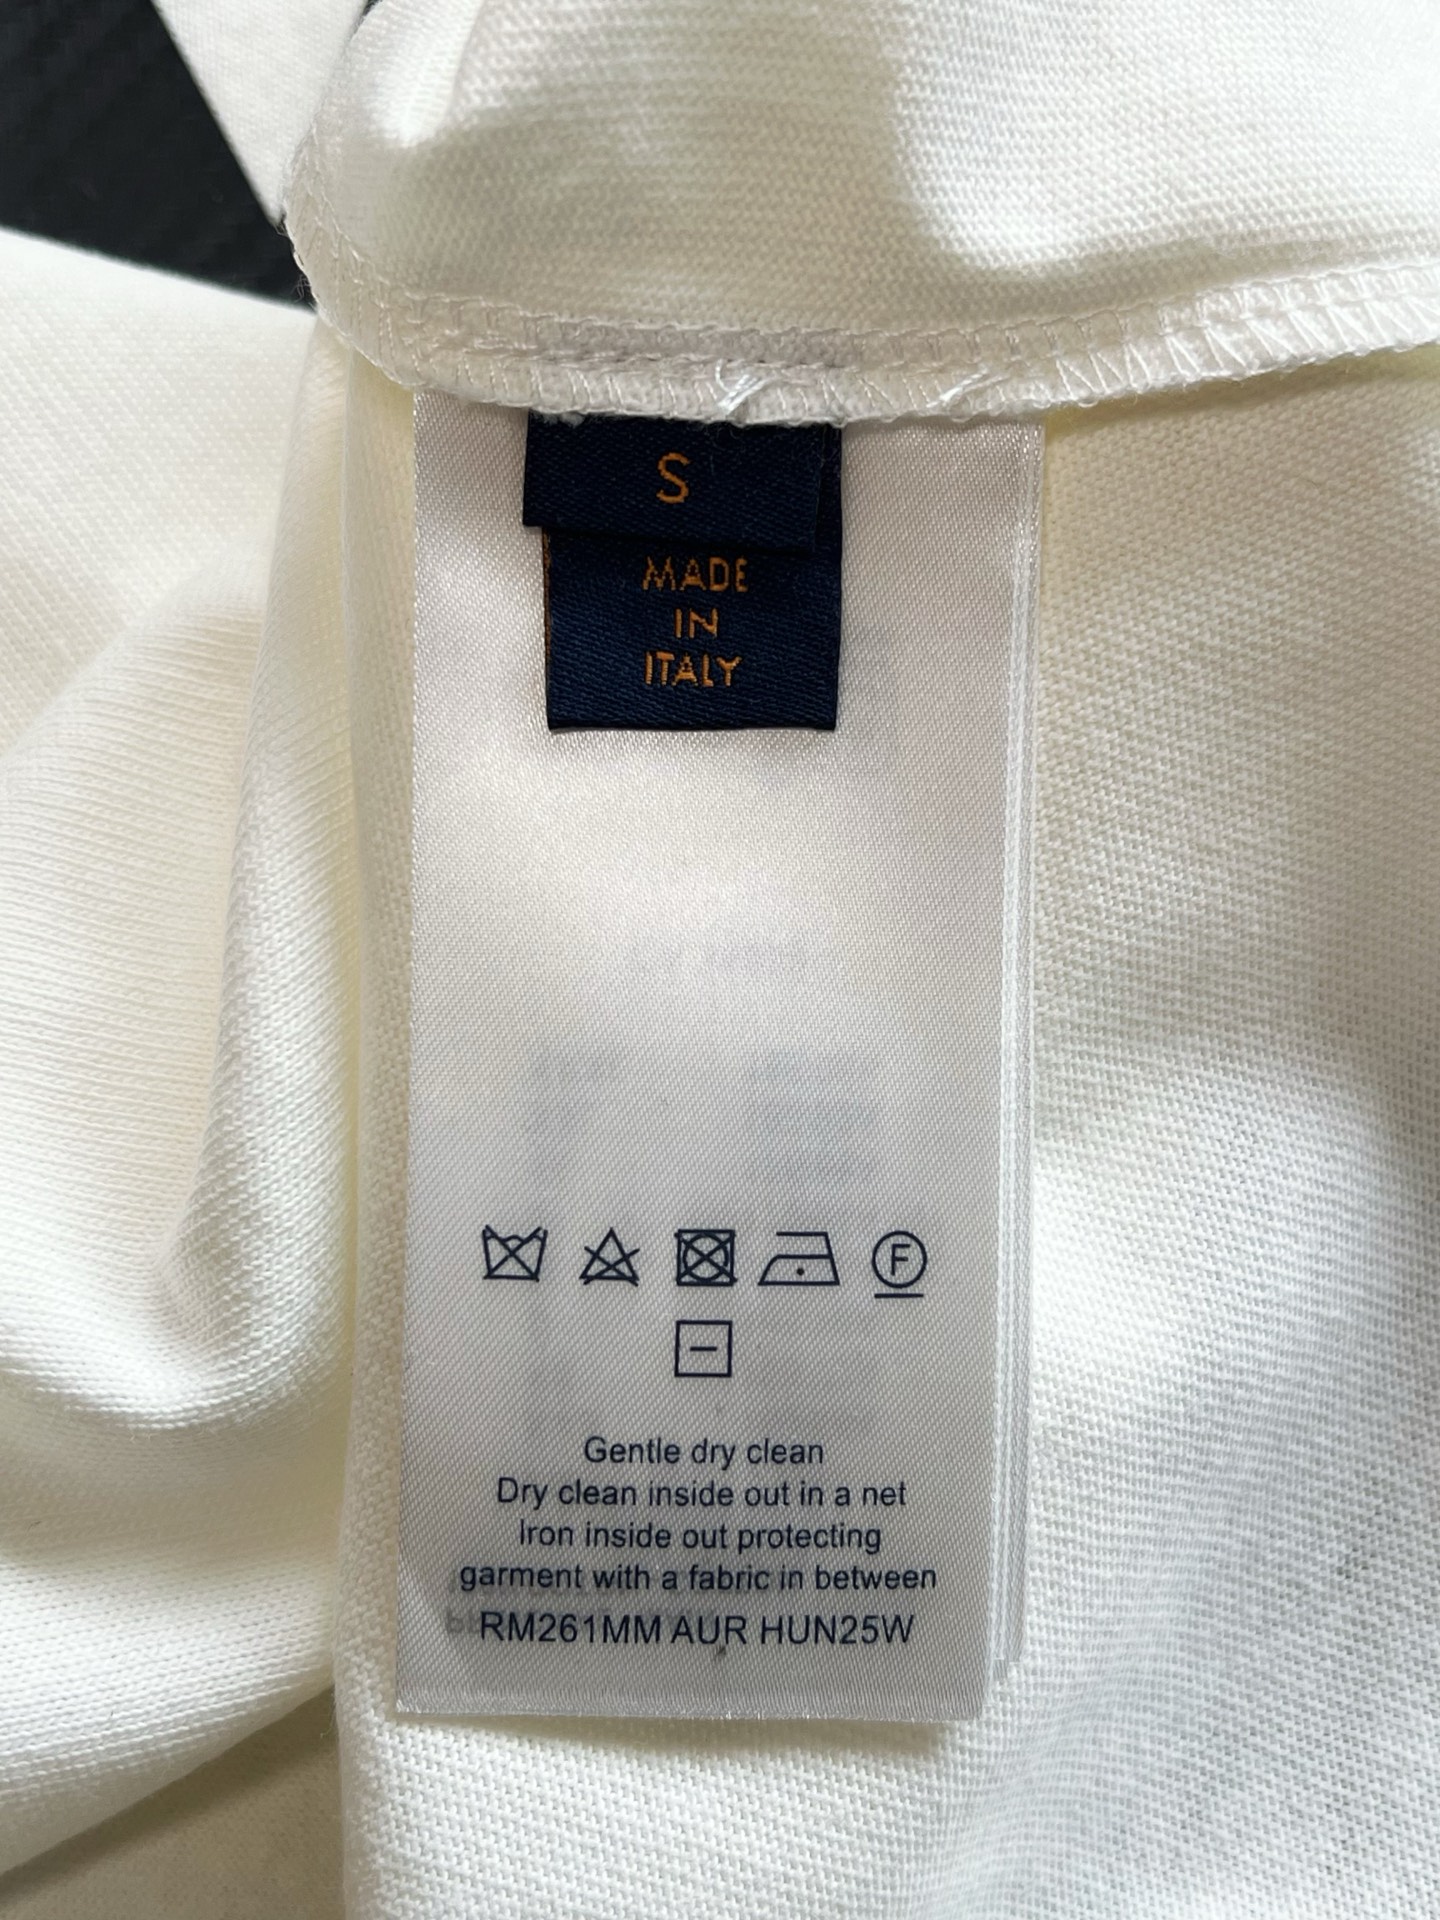 S
MADE
IN
ITALY
F
Gentle dry clean
Dry clean inside out in a net
Iron inside out protecting
garment with a fabric in between
RM261MM AUR HUN25W